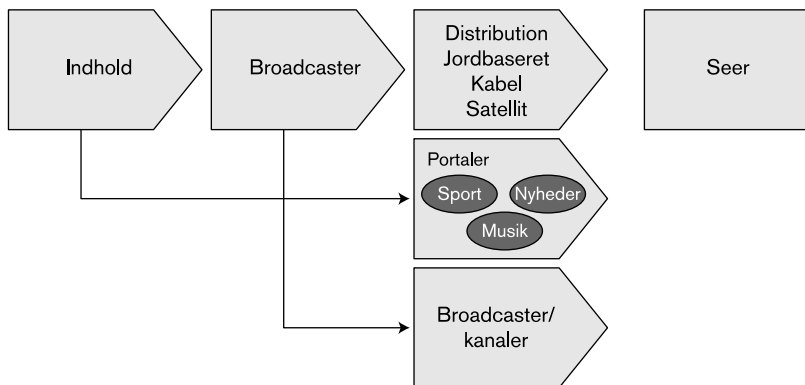 Indhold
Broadcaster
Distribution
Jordbaseret
Kabel
Satellit
Seer
Portaler
Sport
Nyheder
Musik
Broadcaster/
kanaler